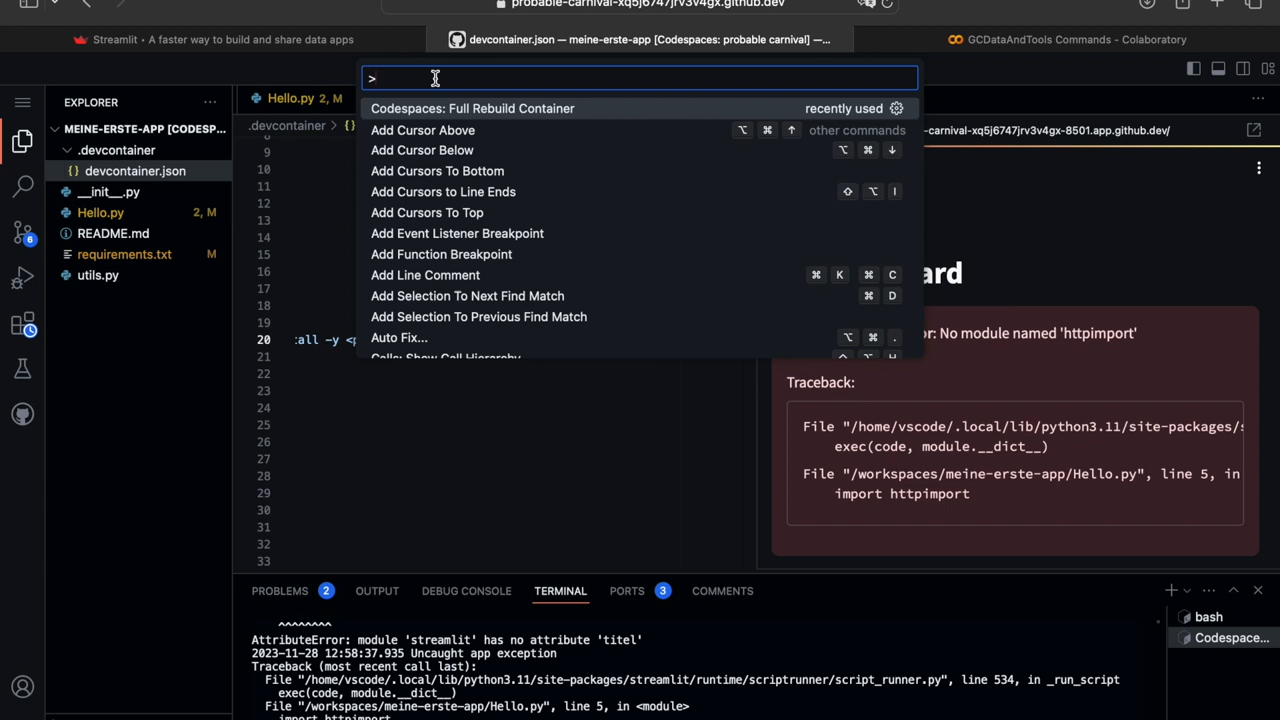 probable-carnival-xq5j6747jrv3v4gx.github.dev
Streamlit • A faster way to build and share data apps
devcontainer.json — meine-erste-app [Codespaces: probable carnival] —...
GCDataAndTools Commands - Colaboratory
EXPLORER
MEINE-ERSTE-APP [CODESP...
.devcontainer
{} devcontainer.json
__init__.py
Hello.py 2, M
README.md
requirements.txt M
utils.py
6
Hello.py 2, M
.devcontainer > {}
>
Codespaces: Full Rebuild Container recently used
Add Cursor Above ⌥ ⌘ ↑ other commands
Add Cursor Below ⌥ ⌘ ↓
Add Cursors To Bottom
Add Cursors to Line Ends ⇧ ⌥ I
Add Cursors To Top
Add Event Listener Breakpoint
Add Function Breakpoint
Add Line Comment ⌘ K ⌘ C
Add Selection To Next Find Match ⌘ D
Add Selection To Previous Find Match
Auto Fix... ⌥ ⌘ .
Calls: Show Call Hierarchy ⇧ ⌥ H
9
10
11
12
13
14
15
16
17
18
19
20 all -y <p
21
22
23
24
25
26
27
28
29
30
31
32
33
-carnival-xq5j6747jrv3v4gx-8501.app.github.dev/
ard
or: No module named 'httpimport'
Traceback:
File "/home/vscode/.local/lib/python3.11/site-packages/s
exec(code, module.__dict__)
File "/workspaces/meine-erste-app/Hello.py", line 5, in
import httpimport
PROBLEMS 2 OUTPUT DEBUG CONSOLE TERMINAL PORTS 3 COMMENTS
bash
Codespace...
^^^^^^^^
AttributeError: module 'streamlit' has no attribute 'titel'
2023-11-28 12:58:37.935 Uncaught app exception
Traceback (most recent call last):
File "/home/vscode/.local/lib/python3.11/site-packages/streamlit/runtime/scriptrunner/script_runner.py", line 534, in _run_script
exec(code, module.__dict__)
File "/workspaces/meine-erste-app/Hello.py", line 5, in <module>
import httpimport